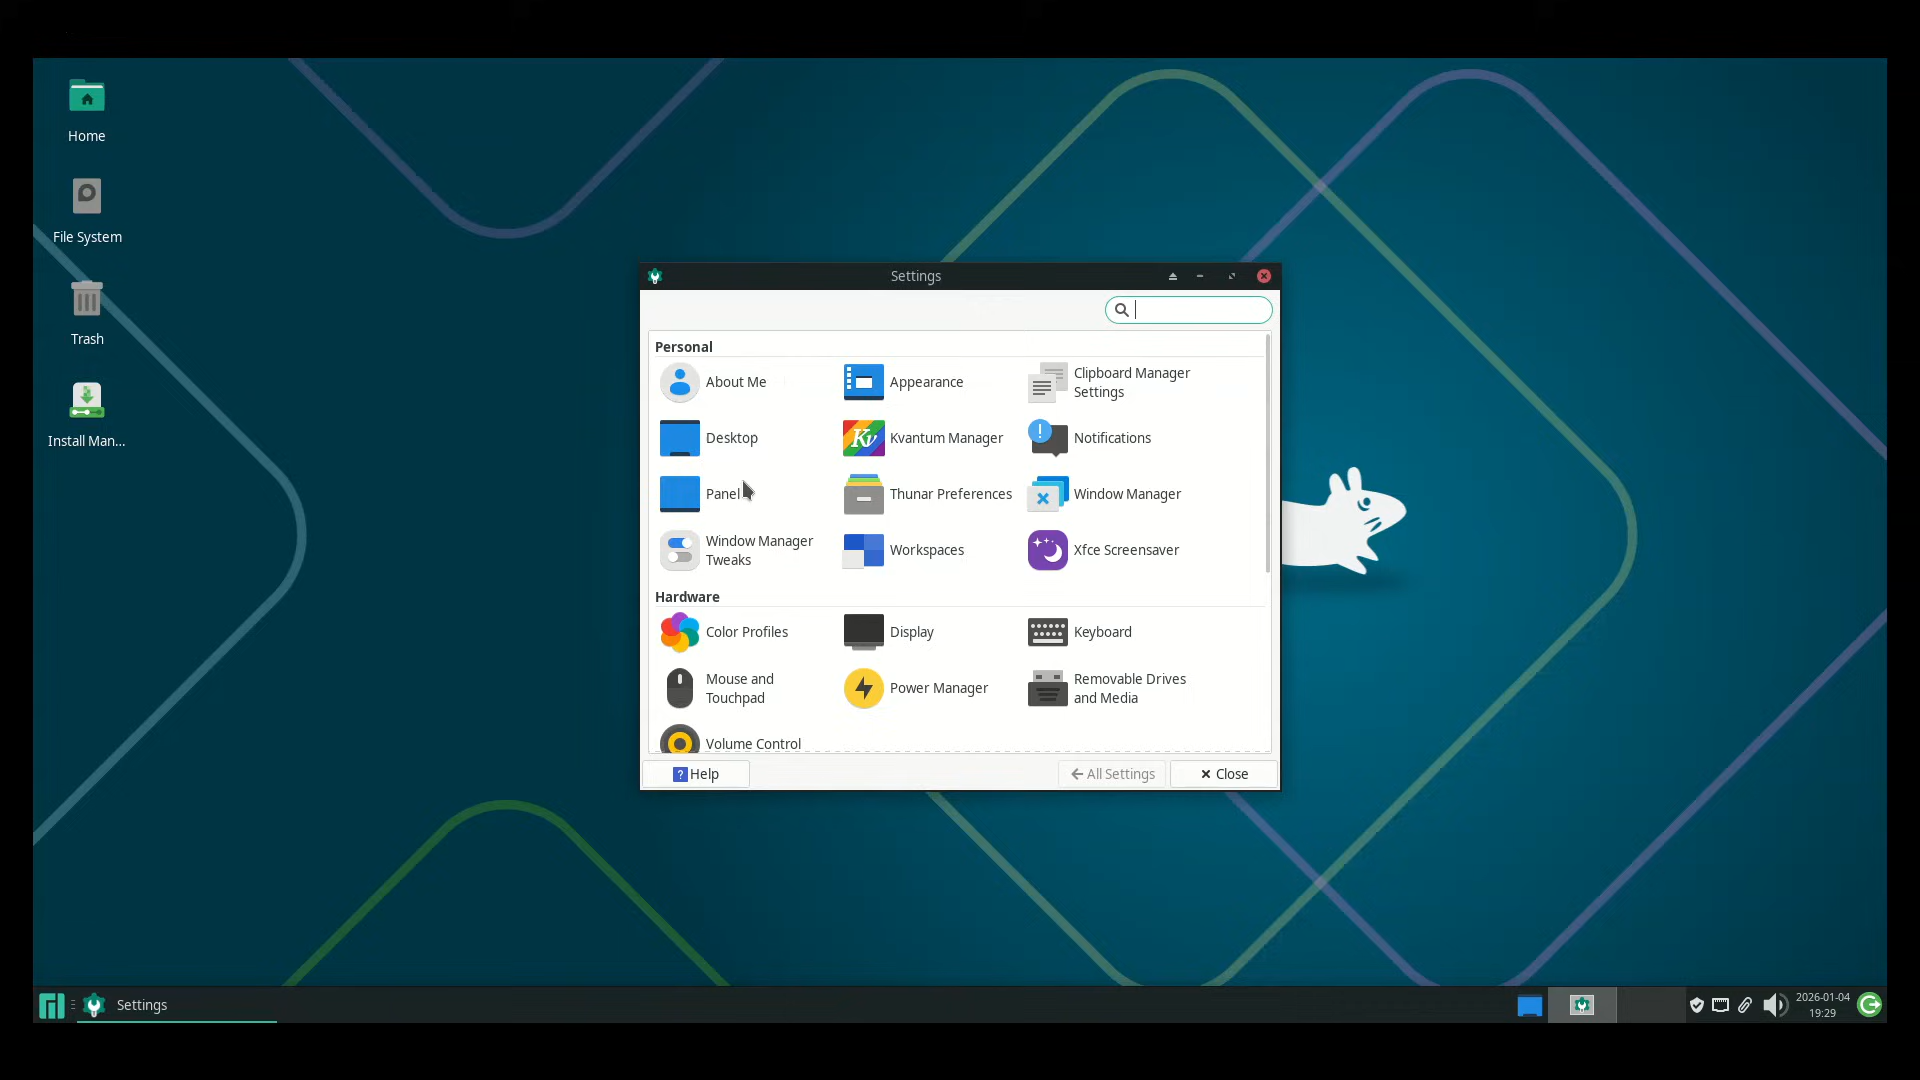 Home
File System
Trash
Install Man...
Settings
Personal
About Me
Appearance
Clipboard Manager
Settings
Desktop
Kv
Kvantum Manager
Notifications
Panel
Thunar Preferences
Window Manager
Window Manager
Tweaks
Workspaces
Xfce Screensaver
Hardware
Color Profiles
Display
Keyboard
Mouse and
Touchpad
Power Manager
Removable Drives
and Media
Volume Control
Help
All Settings
Close
Settings
2026-01-04
19:29